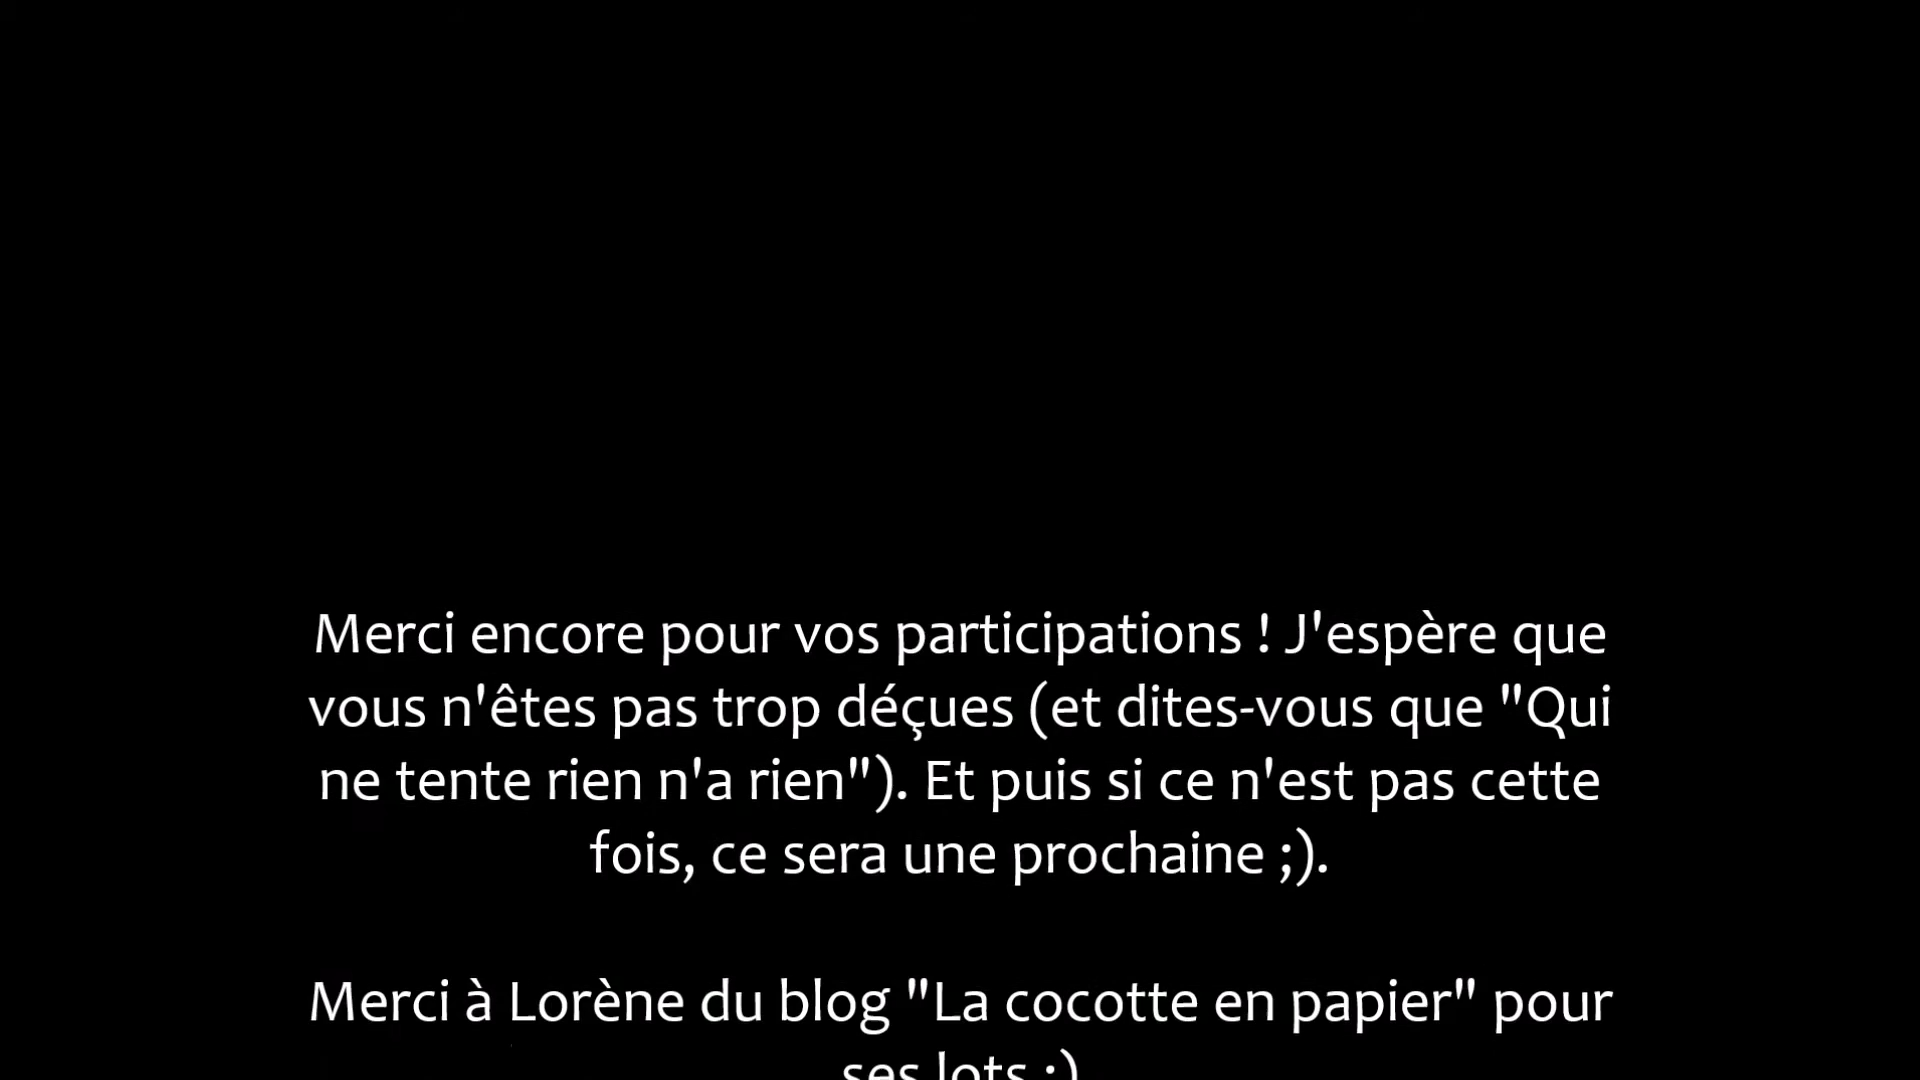 Merci encore pour vos participations ! J'espère que
vous n'êtes pas trop déçues (et dites-vous que "Qui
ne tente rien n'a rien"). Et puis si ce n'est pas cette
fois, ce sera une prochaine ;).
Merci à Lorène du blog "La cocotte en papier" pour
ses lots ;)